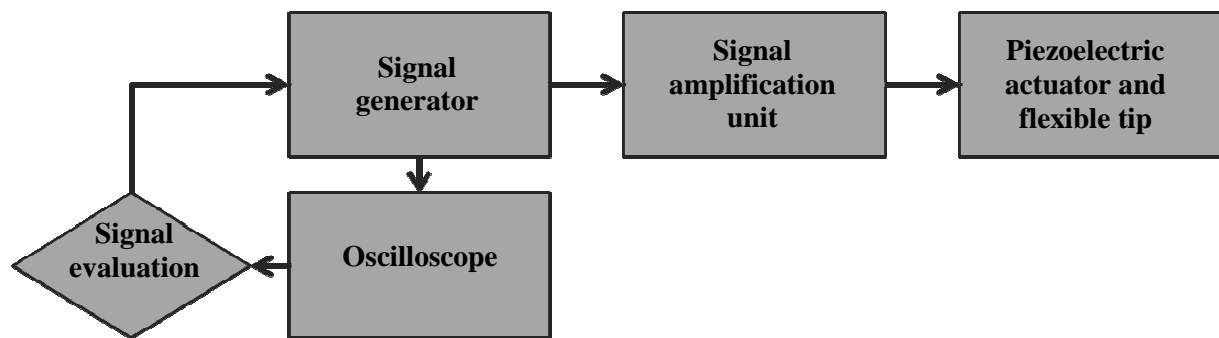 Signal
generator
Signal
amplification
unit
Piezoelectric
actuator and
flexible tip
Signal
evaluation
Oscilloscope